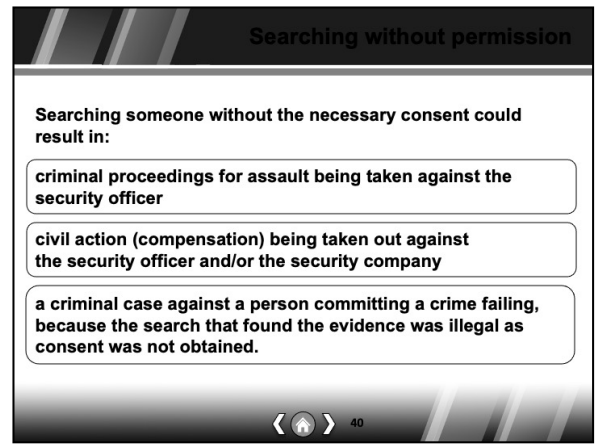 Searching without permission
Searching someone without the necessary consent could
result in:
criminal proceedings for assault being taken against the
security officer
civil action (compensation) being taken out against
the security officer and/or the security company
a criminal case against a person committing a crime failing,
because the search that found the evidence was illegal as
consent was not obtained.
40